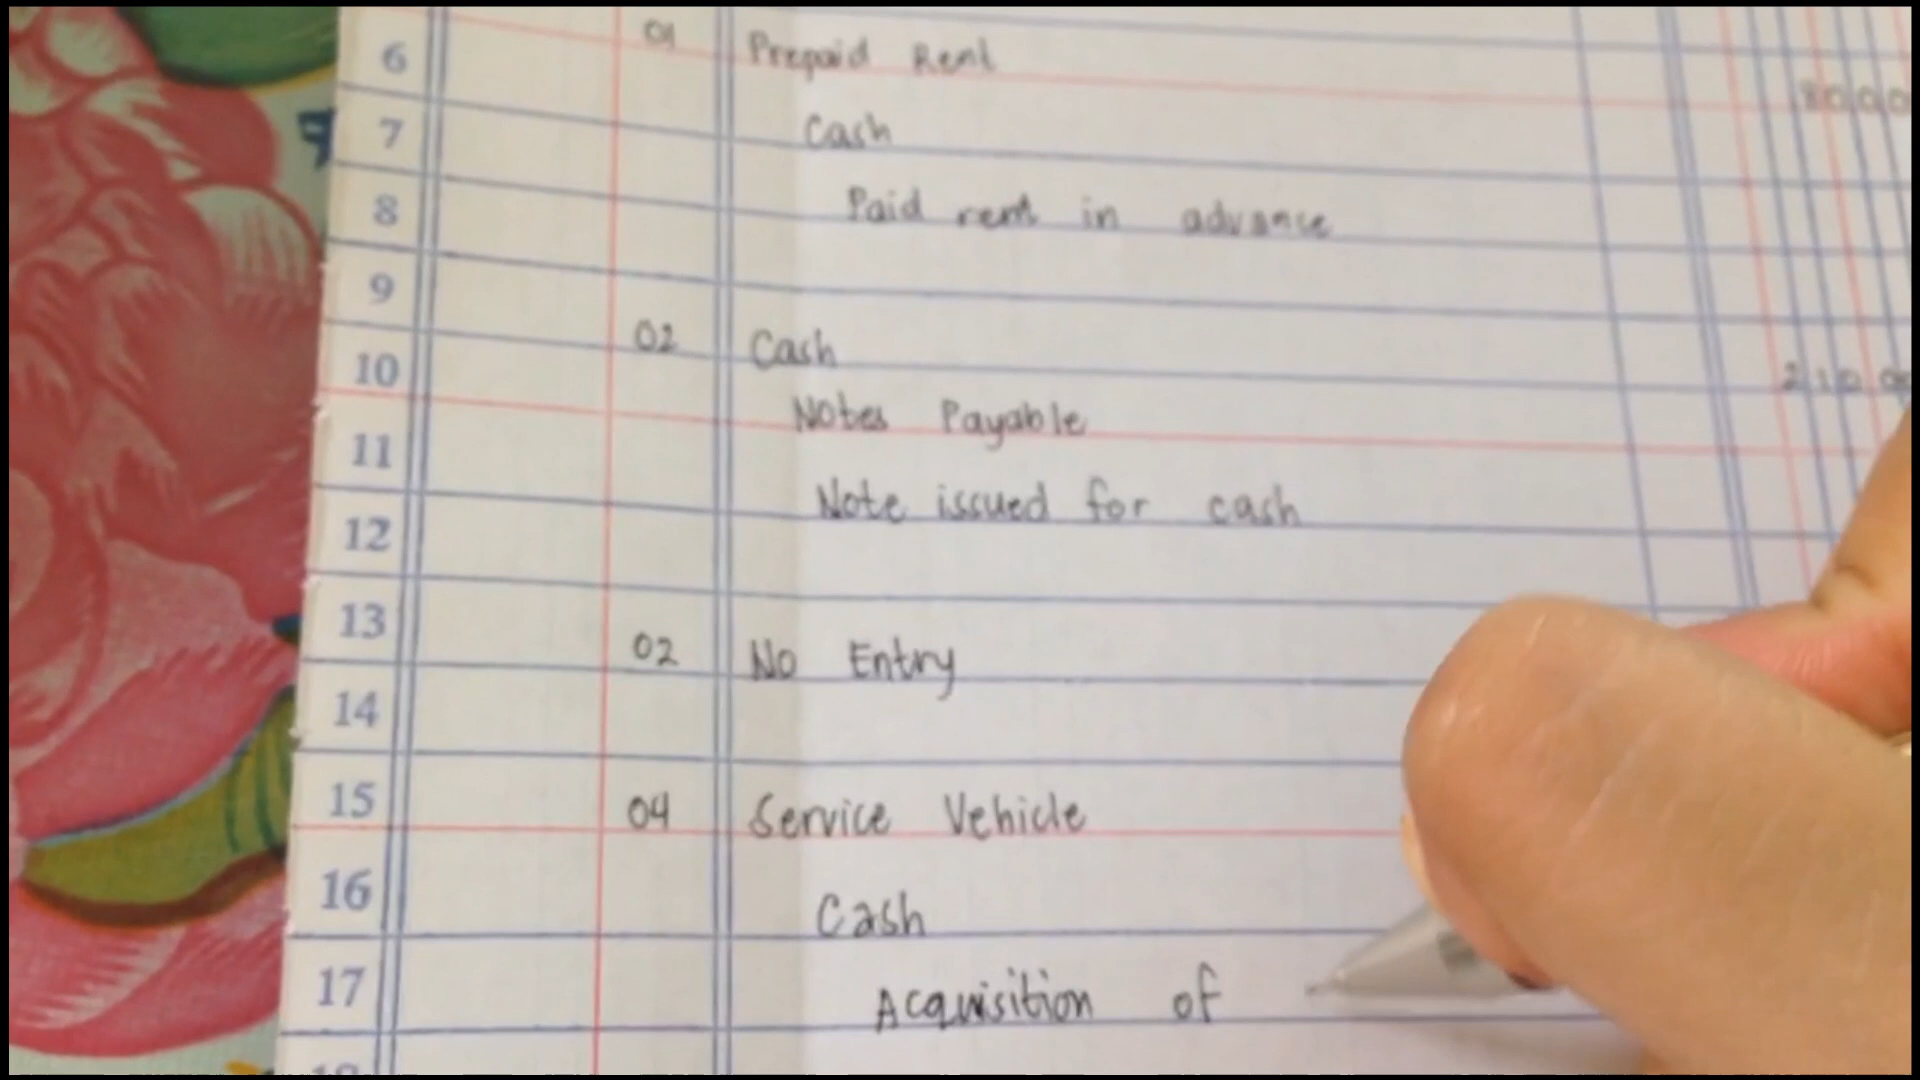 6 01 Prepaid Rent
7 Cash
8 Paid rent in advance
9
10 02 Cash
11 Notes Payable
12 Note issued for cash
13
14 02 No Entry
15 04 Service Vehicle
16 Cash
17 Acquisition of